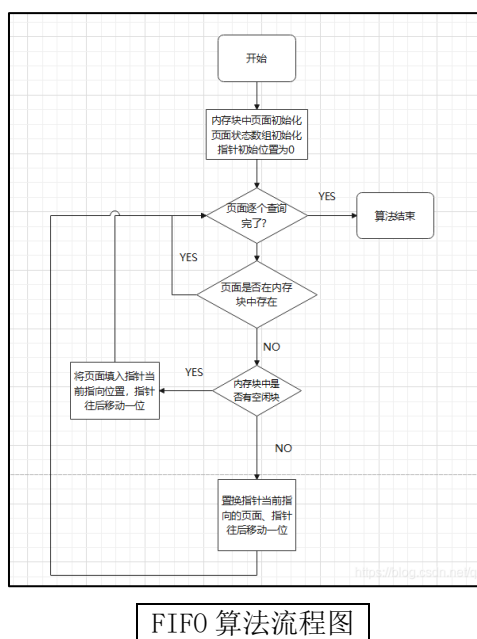 开始
内存块中页面初始化
页面状态数组初始化
指针初始位置为0
页面逐个查询
完了?
YES
算法结束
YES
页面是否在内存
块中存在
NO
YES
内存块中是
否有空闲块
将页面填入指针当
前指向位置，指针
往后移动一位
NO
置换指针当前指
向的页面、指针
往后移动一位
https://blog.csdn.net/q
FIFO 算法流程图